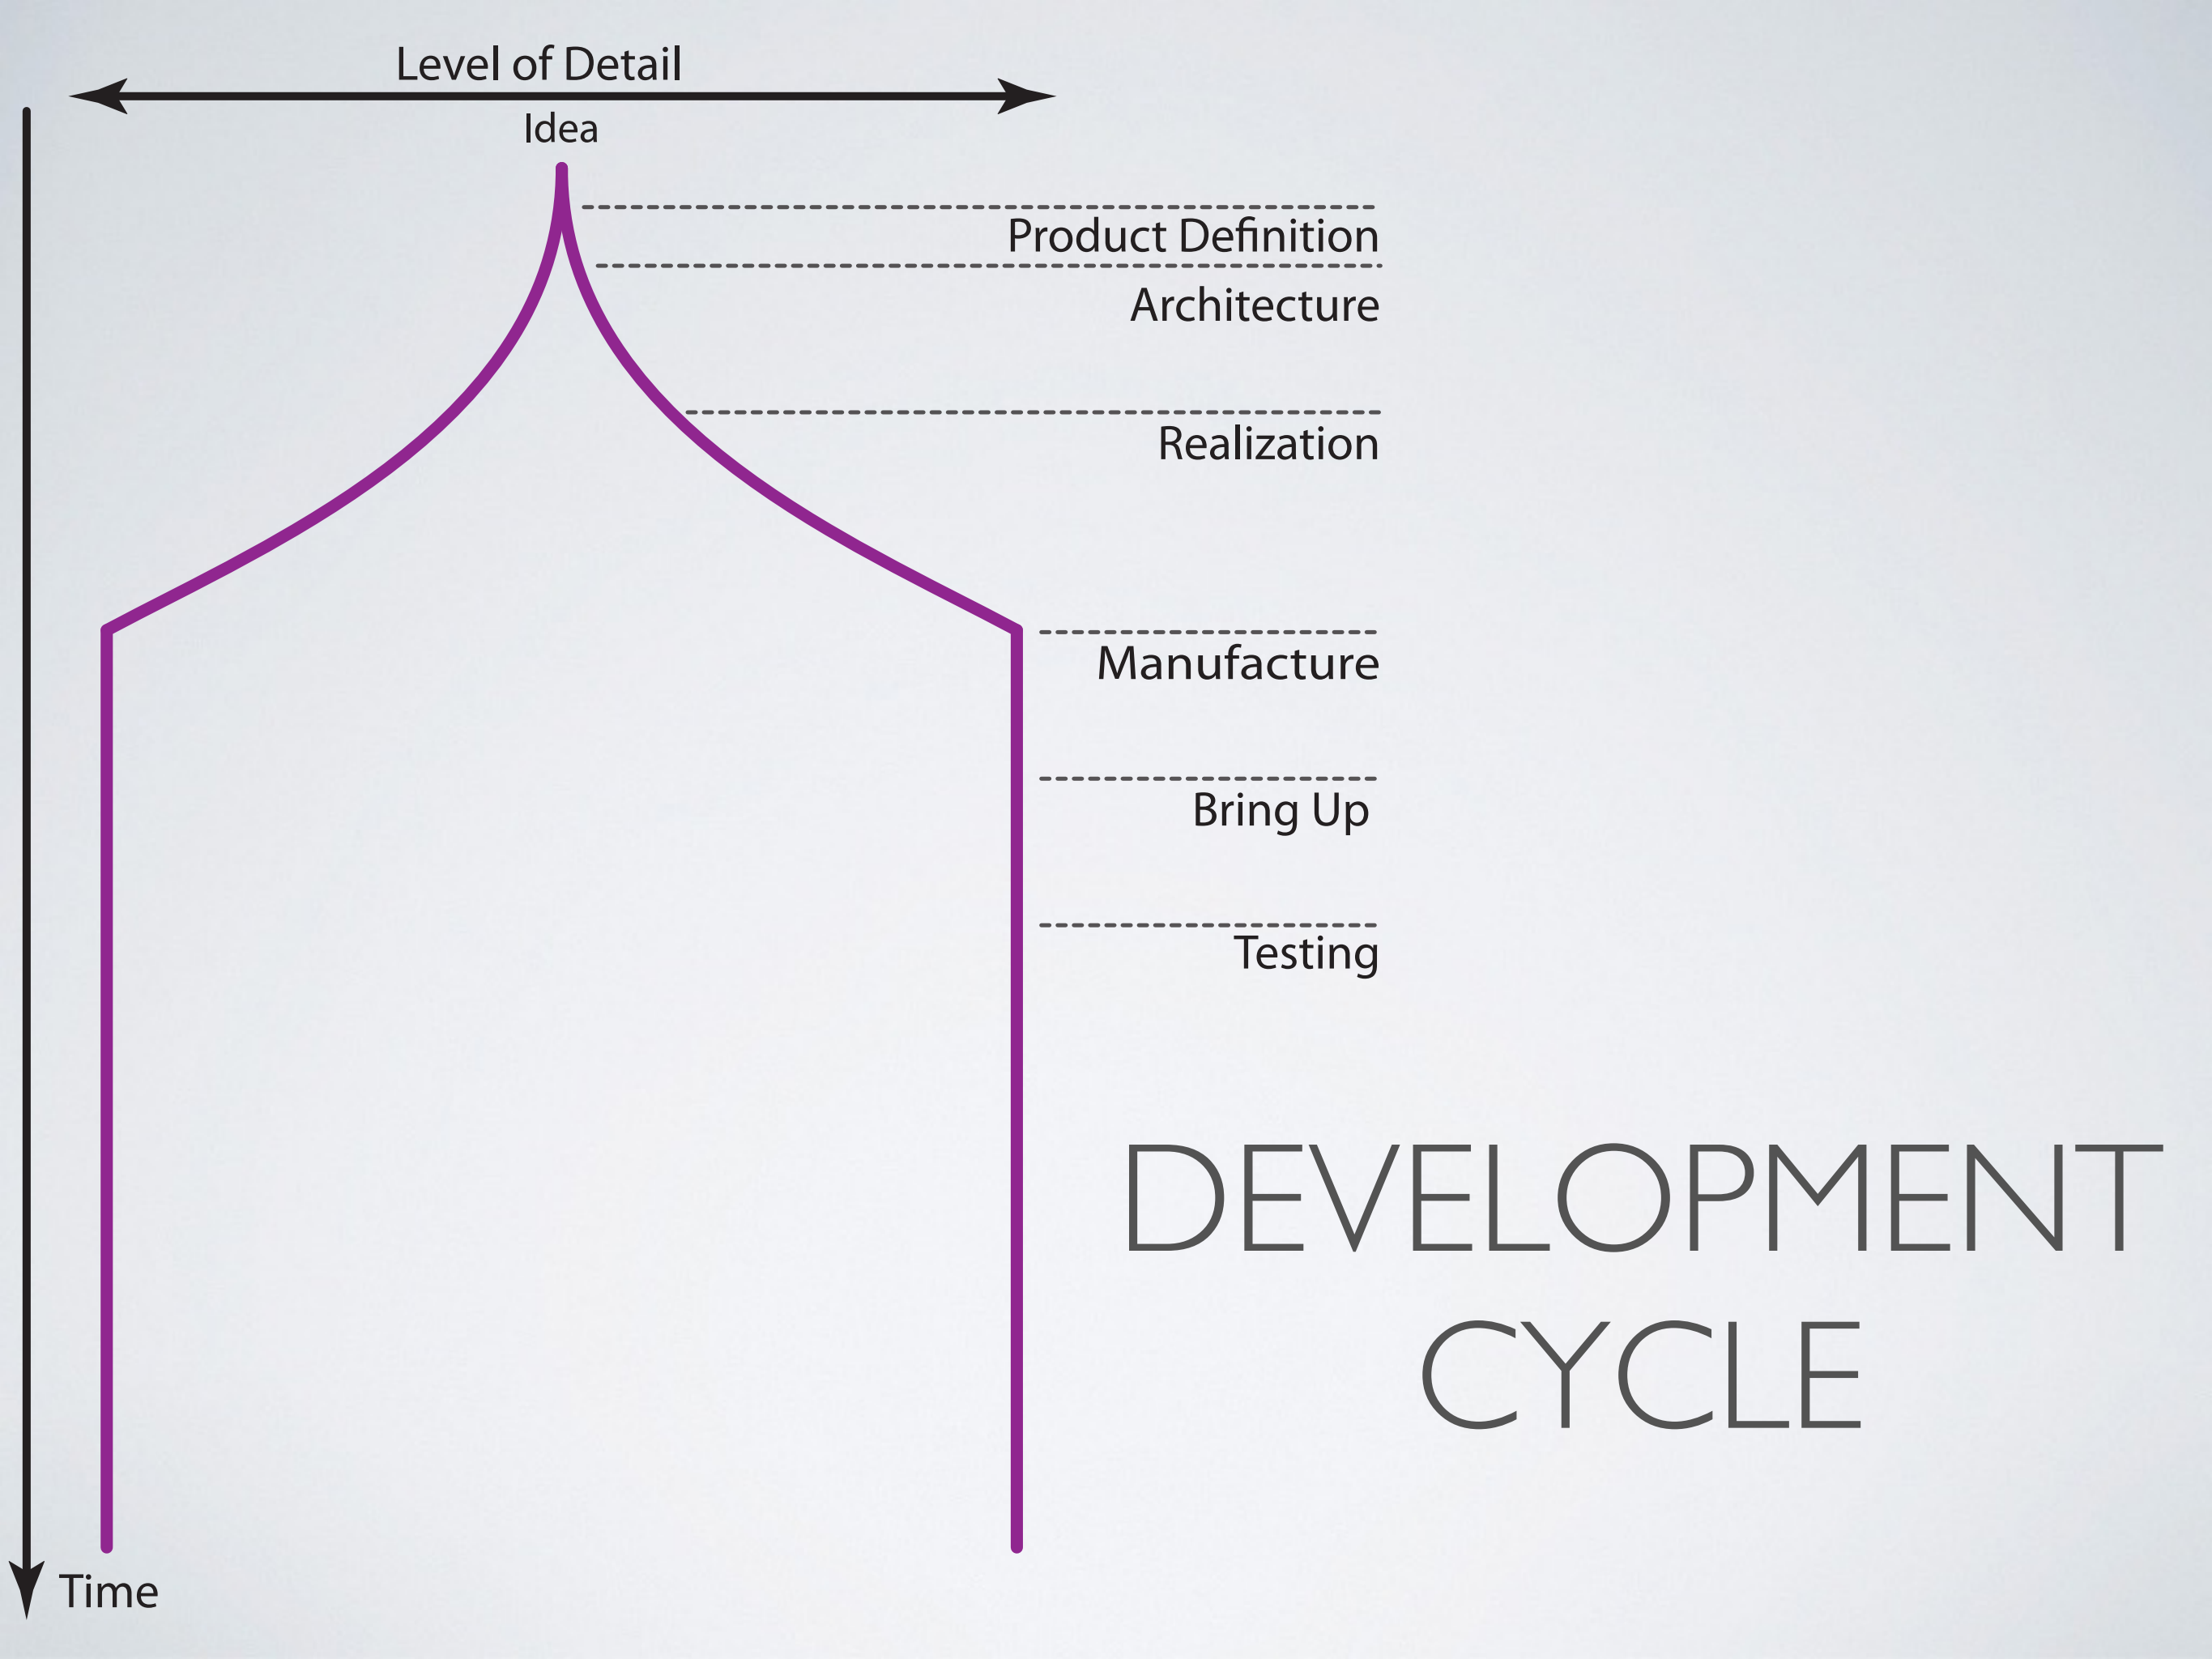 Level of Detail
Idea
Product Definition
Architecture
Realization
Manufacture
Bring Up
Testing
DEVELOPMENT
CYCLE
Time